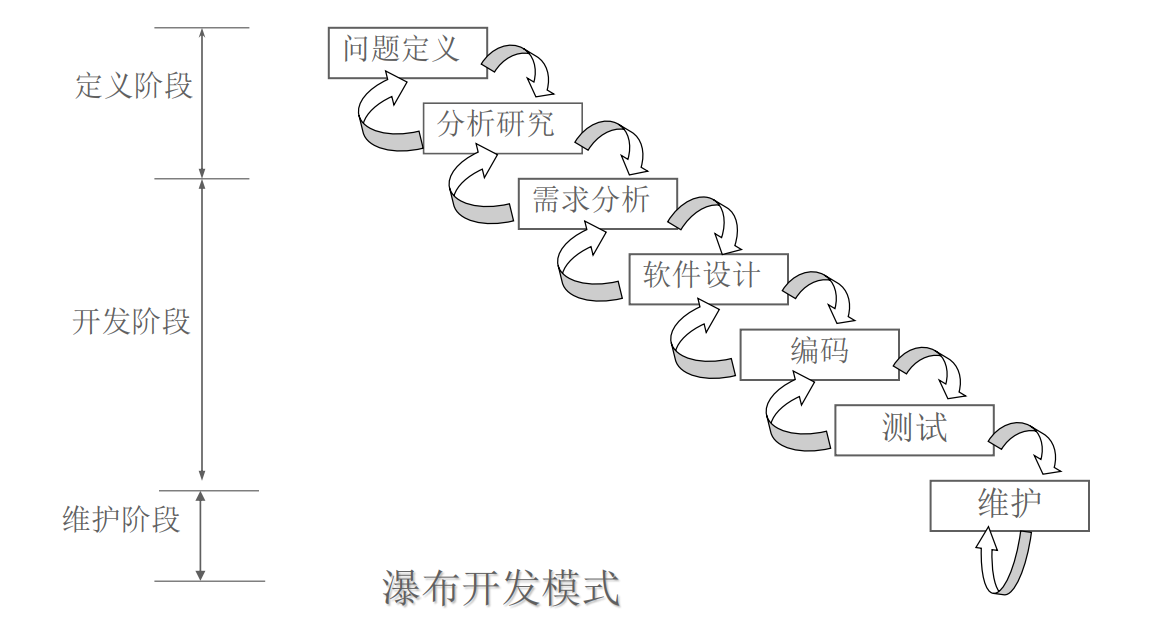 问题定义
定义阶段
分析研究
需求分析
软件设计
开发阶段
编码
测试
维护
维护阶段
瀑布开发模式